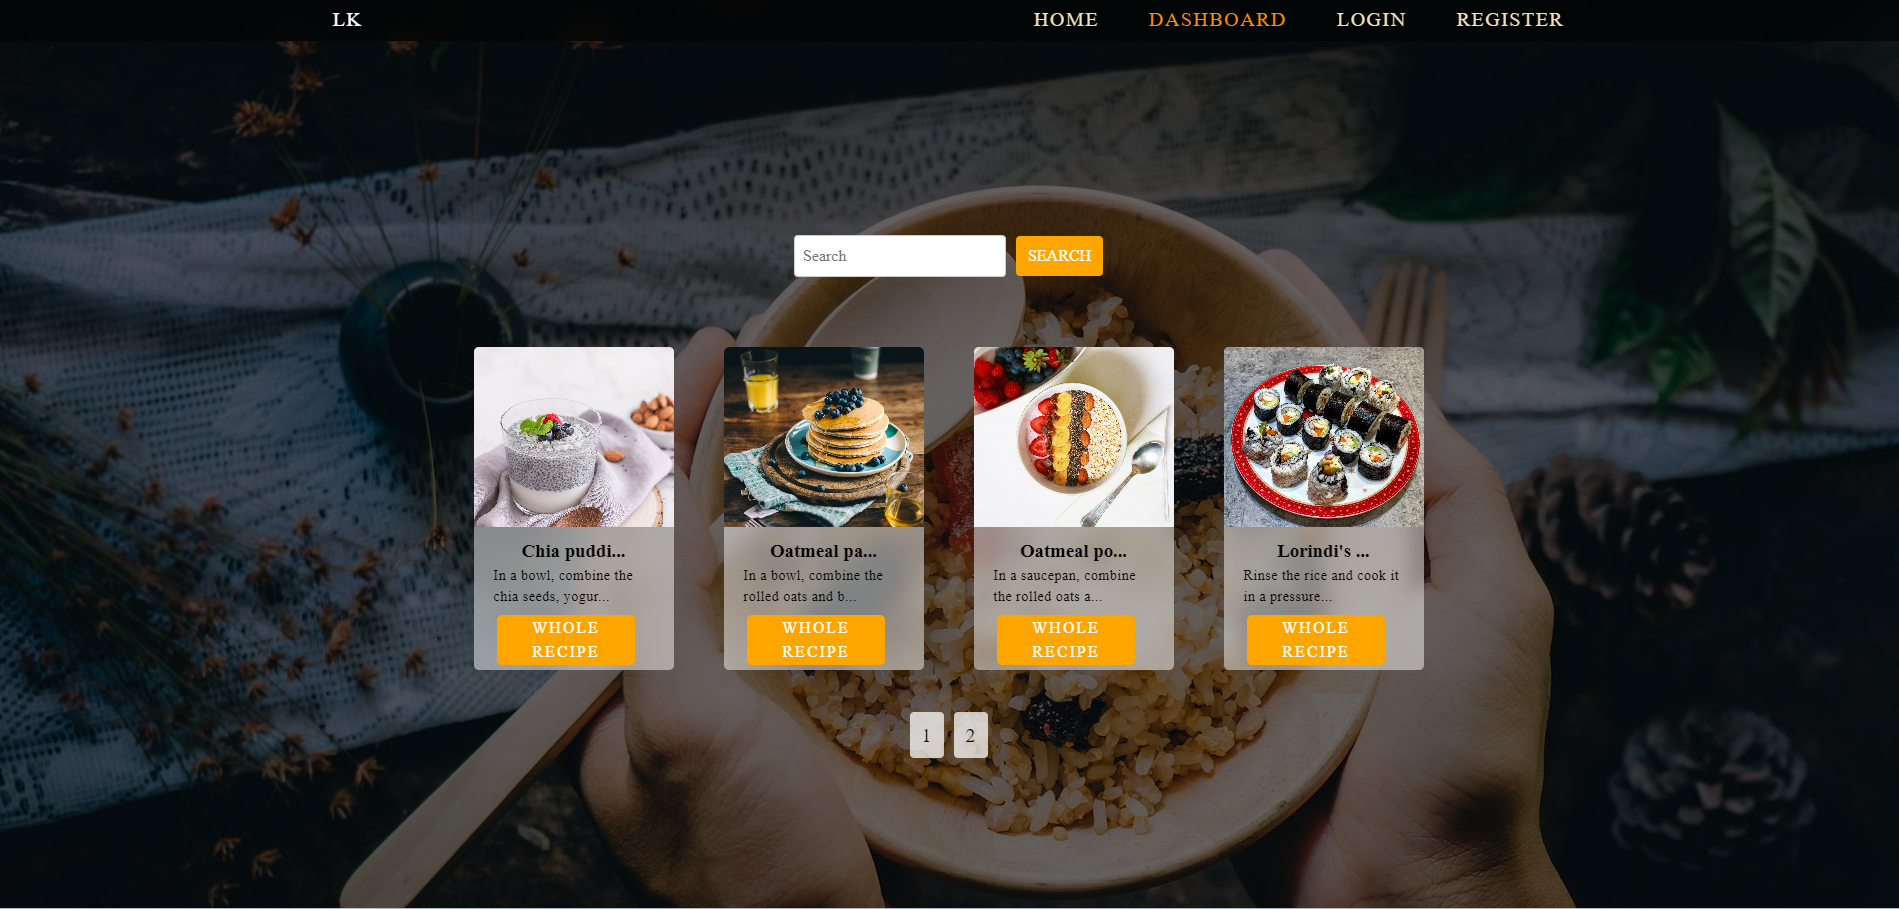 LK HOME DASHBOARD LOGIN REGISTER
Search SEARCH
Chia puddi...
In a bowl, combine the
chia seeds, yogur...
WHOLE
RECIPE
Oatmeal pa...
In a bowl, combine the
rolled oats and b...
WHOLE
RECIPE
Oatmeal po...
In a saucepan, combine
the rolled oats a...
WHOLE
RECIPE
Lorindi's ...
Rinse the rice and cook it
in a pressure...
WHOLE
RECIPE
1 2